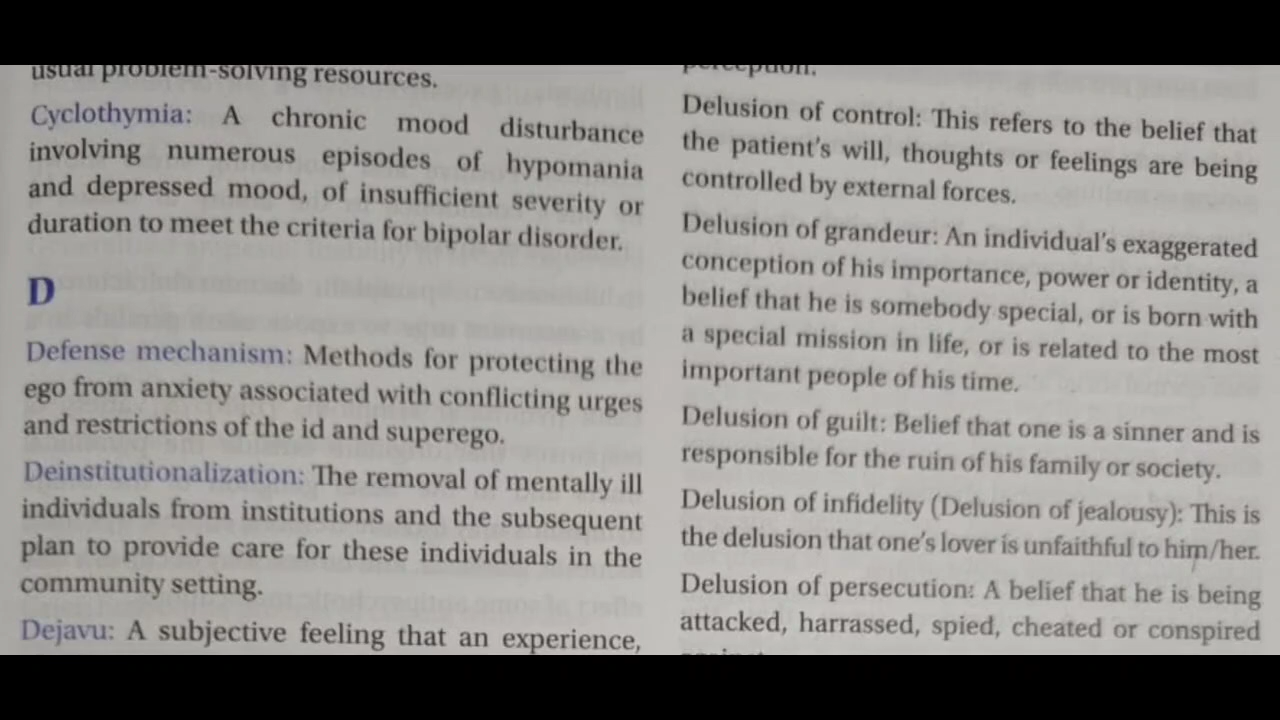 usual problem-solving resources.
Cyclothymia: A chronic mood disturbance
involving numerous episodes of hypomania
and depressed mood, of insufficient severity or
duration to meet the criteria for bipolar disorder.
D
Defense mechanism: Methods for protecting the
ego from anxiety associated with conflicting urges
and restrictions of the id and superego.
Deinstitutionalization: The removal of mentally ill
individuals from institutions and the subsequent
plan to provide care for these individuals in the
community setting.
Dejavu: A subjective feeling that an experience,
perception.
Delusion of control: This refers to the belief that
the patient's will, thoughts or feelings are being
controlled by external forces.
Delusion of grandeur: An individual's exaggerated
conception of his importance, power or identity, a
belief that he is somebody special, or is born with
a special mission in life, or is related to the most
important people of his time.
Delusion of guilt: Belief that one is a sinner and is
responsible for the ruin of his family or society.
Delusion of infidelity (Delusion of jealousy): This is
the delusion that one's lover is unfaithful to him/her.
Delusion of persecution: A belief that he is being
attacked, harrassed, spied, cheated or conspired